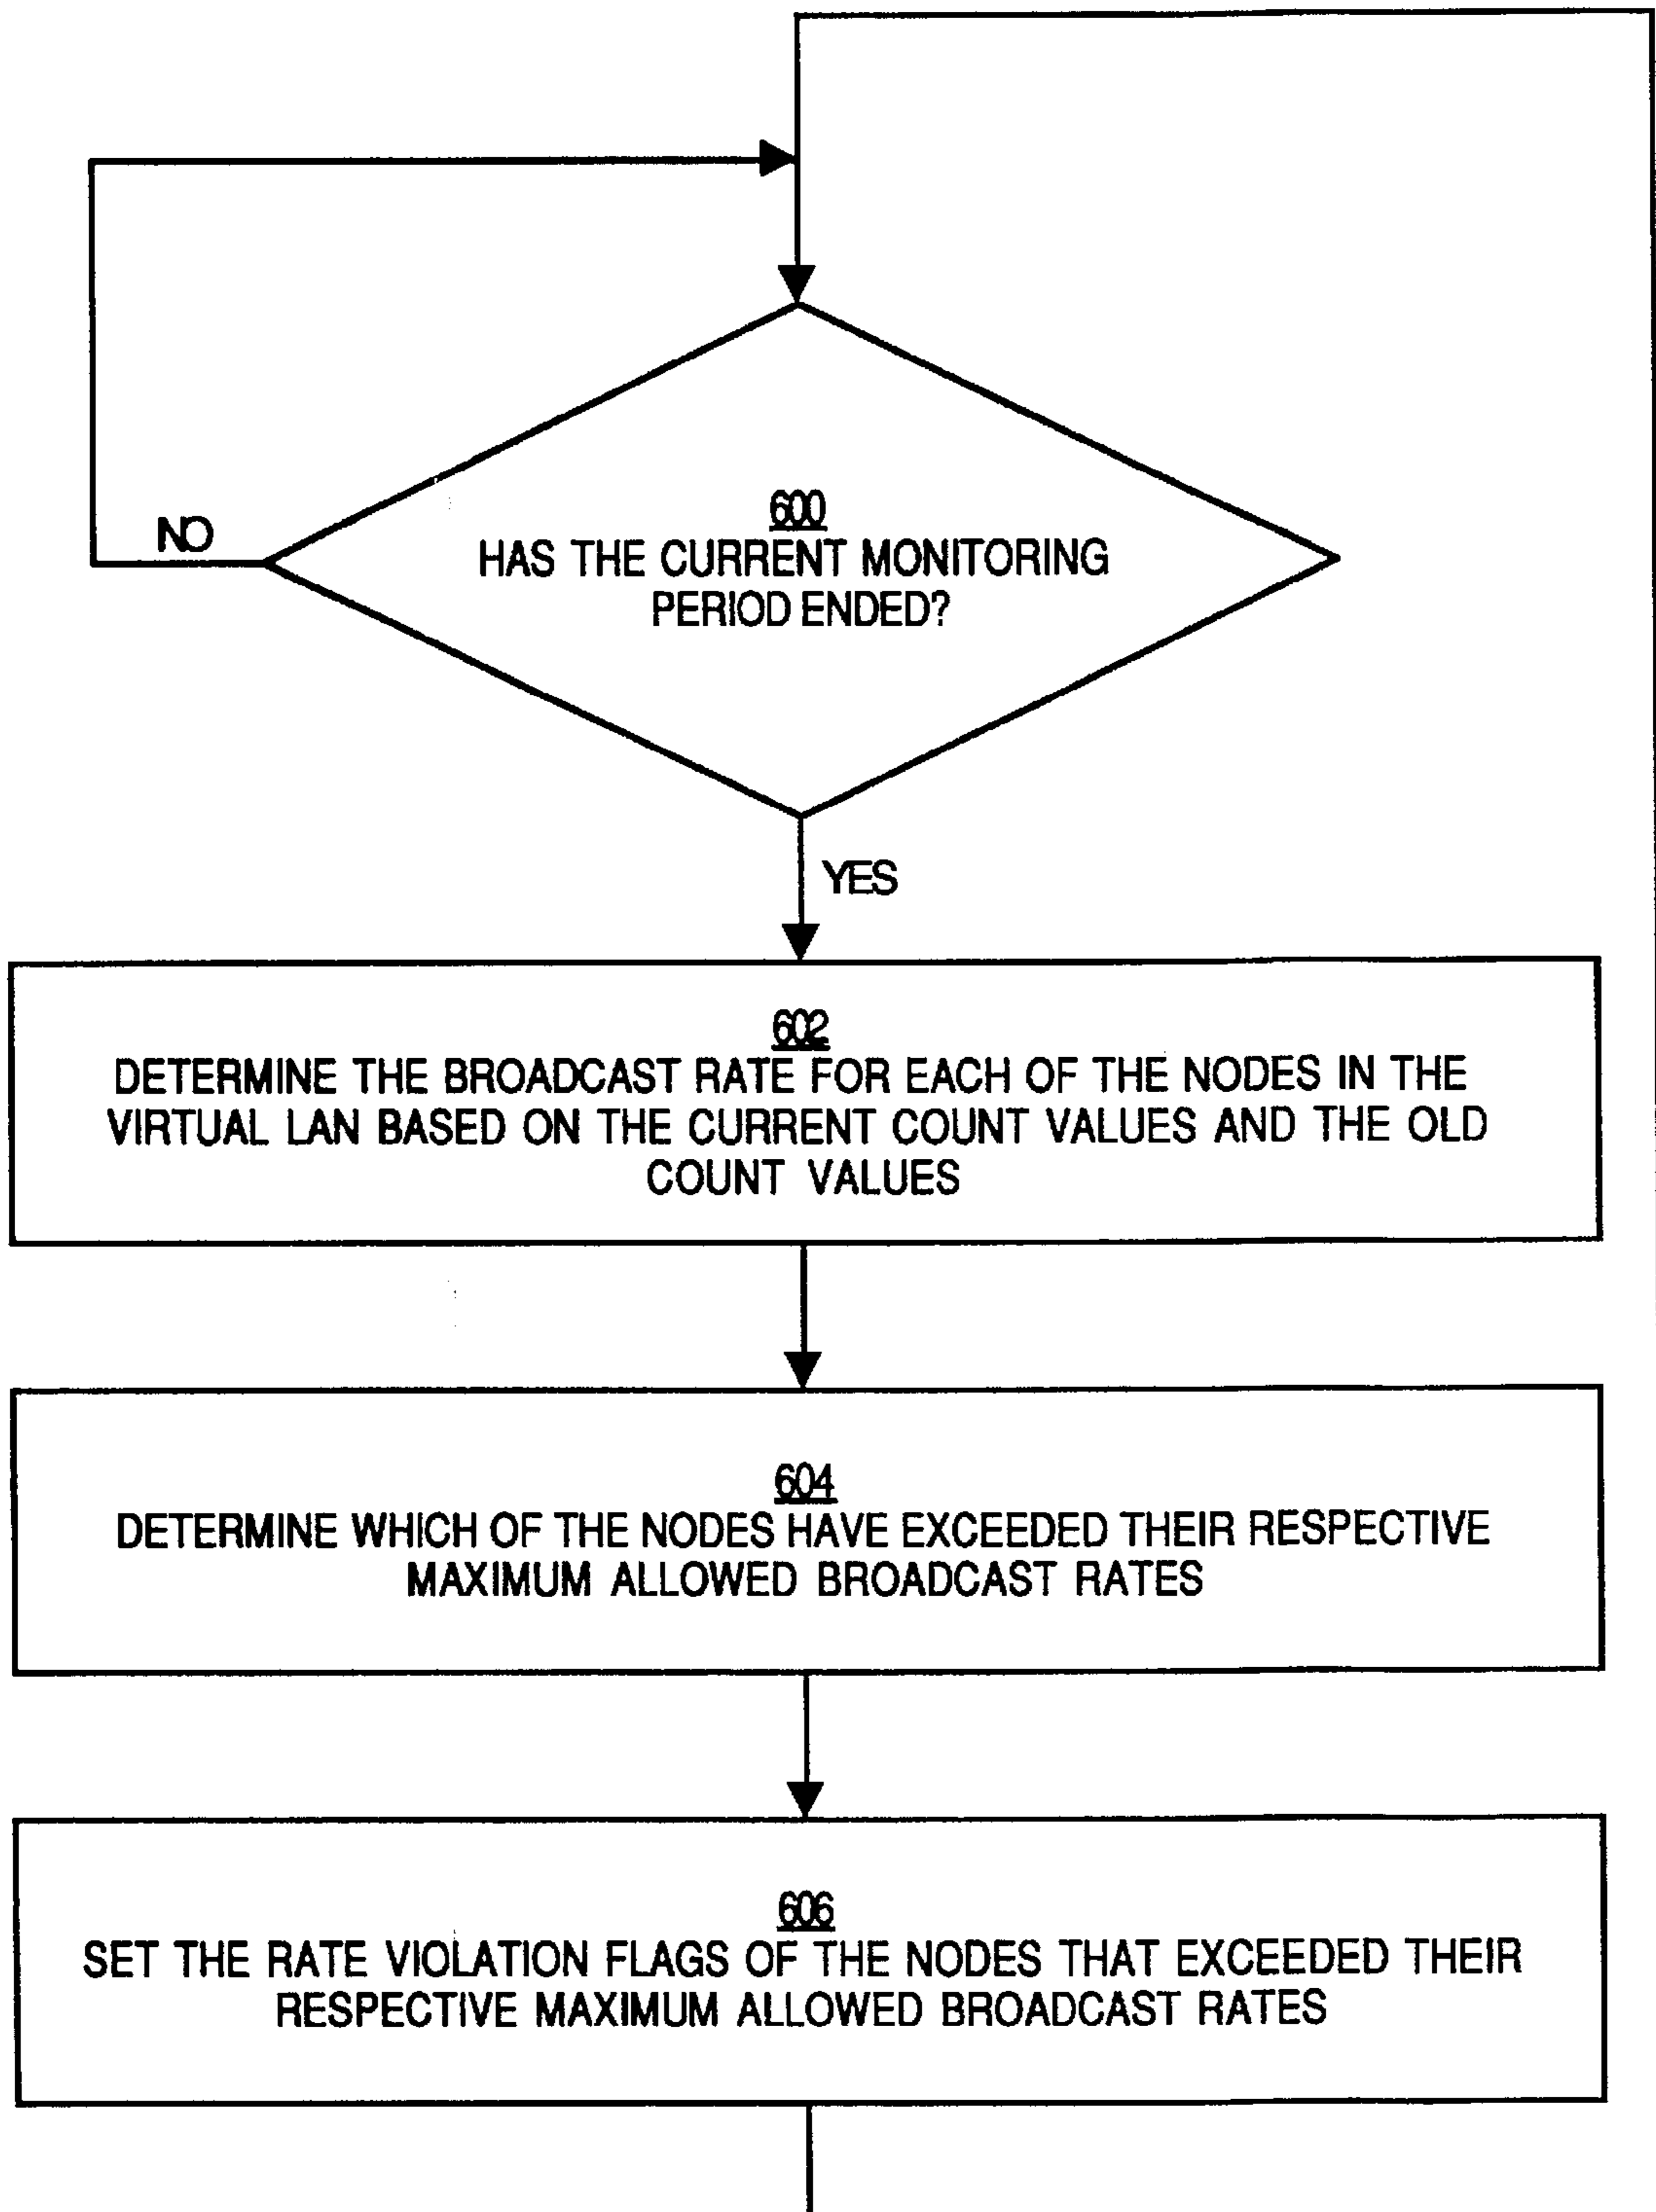 600
HAS THE CURRENT MONITORING
PERIOD ENDED?
NO
YES
602
DETERMINE THE BROADCAST RATE FOR EACH OF THE NODES IN THE
VIRTUAL LAN BASED ON THE CURRENT COUNT VALUES AND THE OLD
COUNT VALUES
604
DETERMINE WHICH OF THE NODES HAVE EXCEEDED THEIR RESPECTIVE
MAXIMUM ALLOWED BROADCAST RATES
606
SET THE RATE VIOLATION FLAGS OF THE NODES THAT EXCEEDED THEIR
RESPECTIVE MAXIMUM ALLOWED BROADCAST RATES